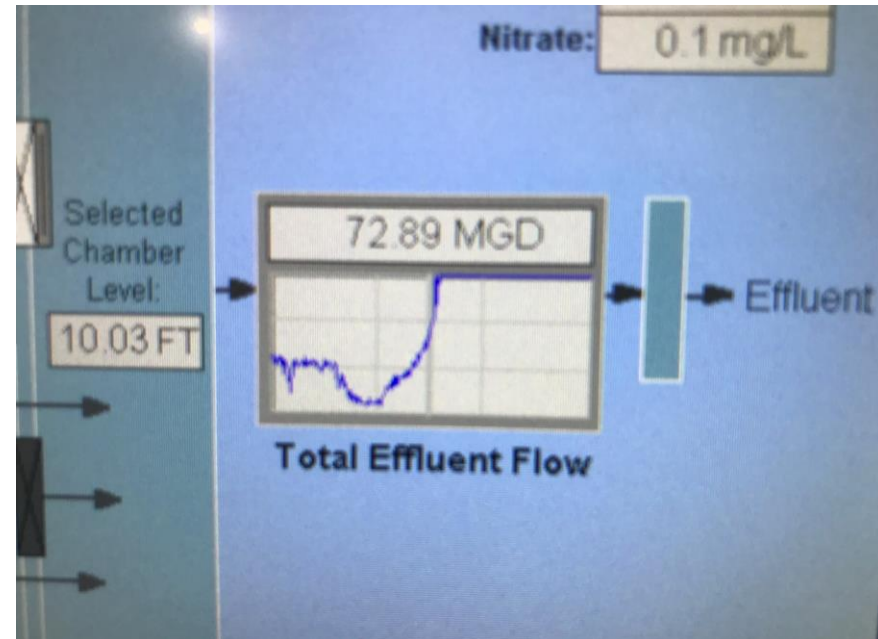 Nitrate: 0.1 mg/L
Selected
Chamber
Level:
10.03 FT
72.89 MGD
Effluent
Total Effluent Flow